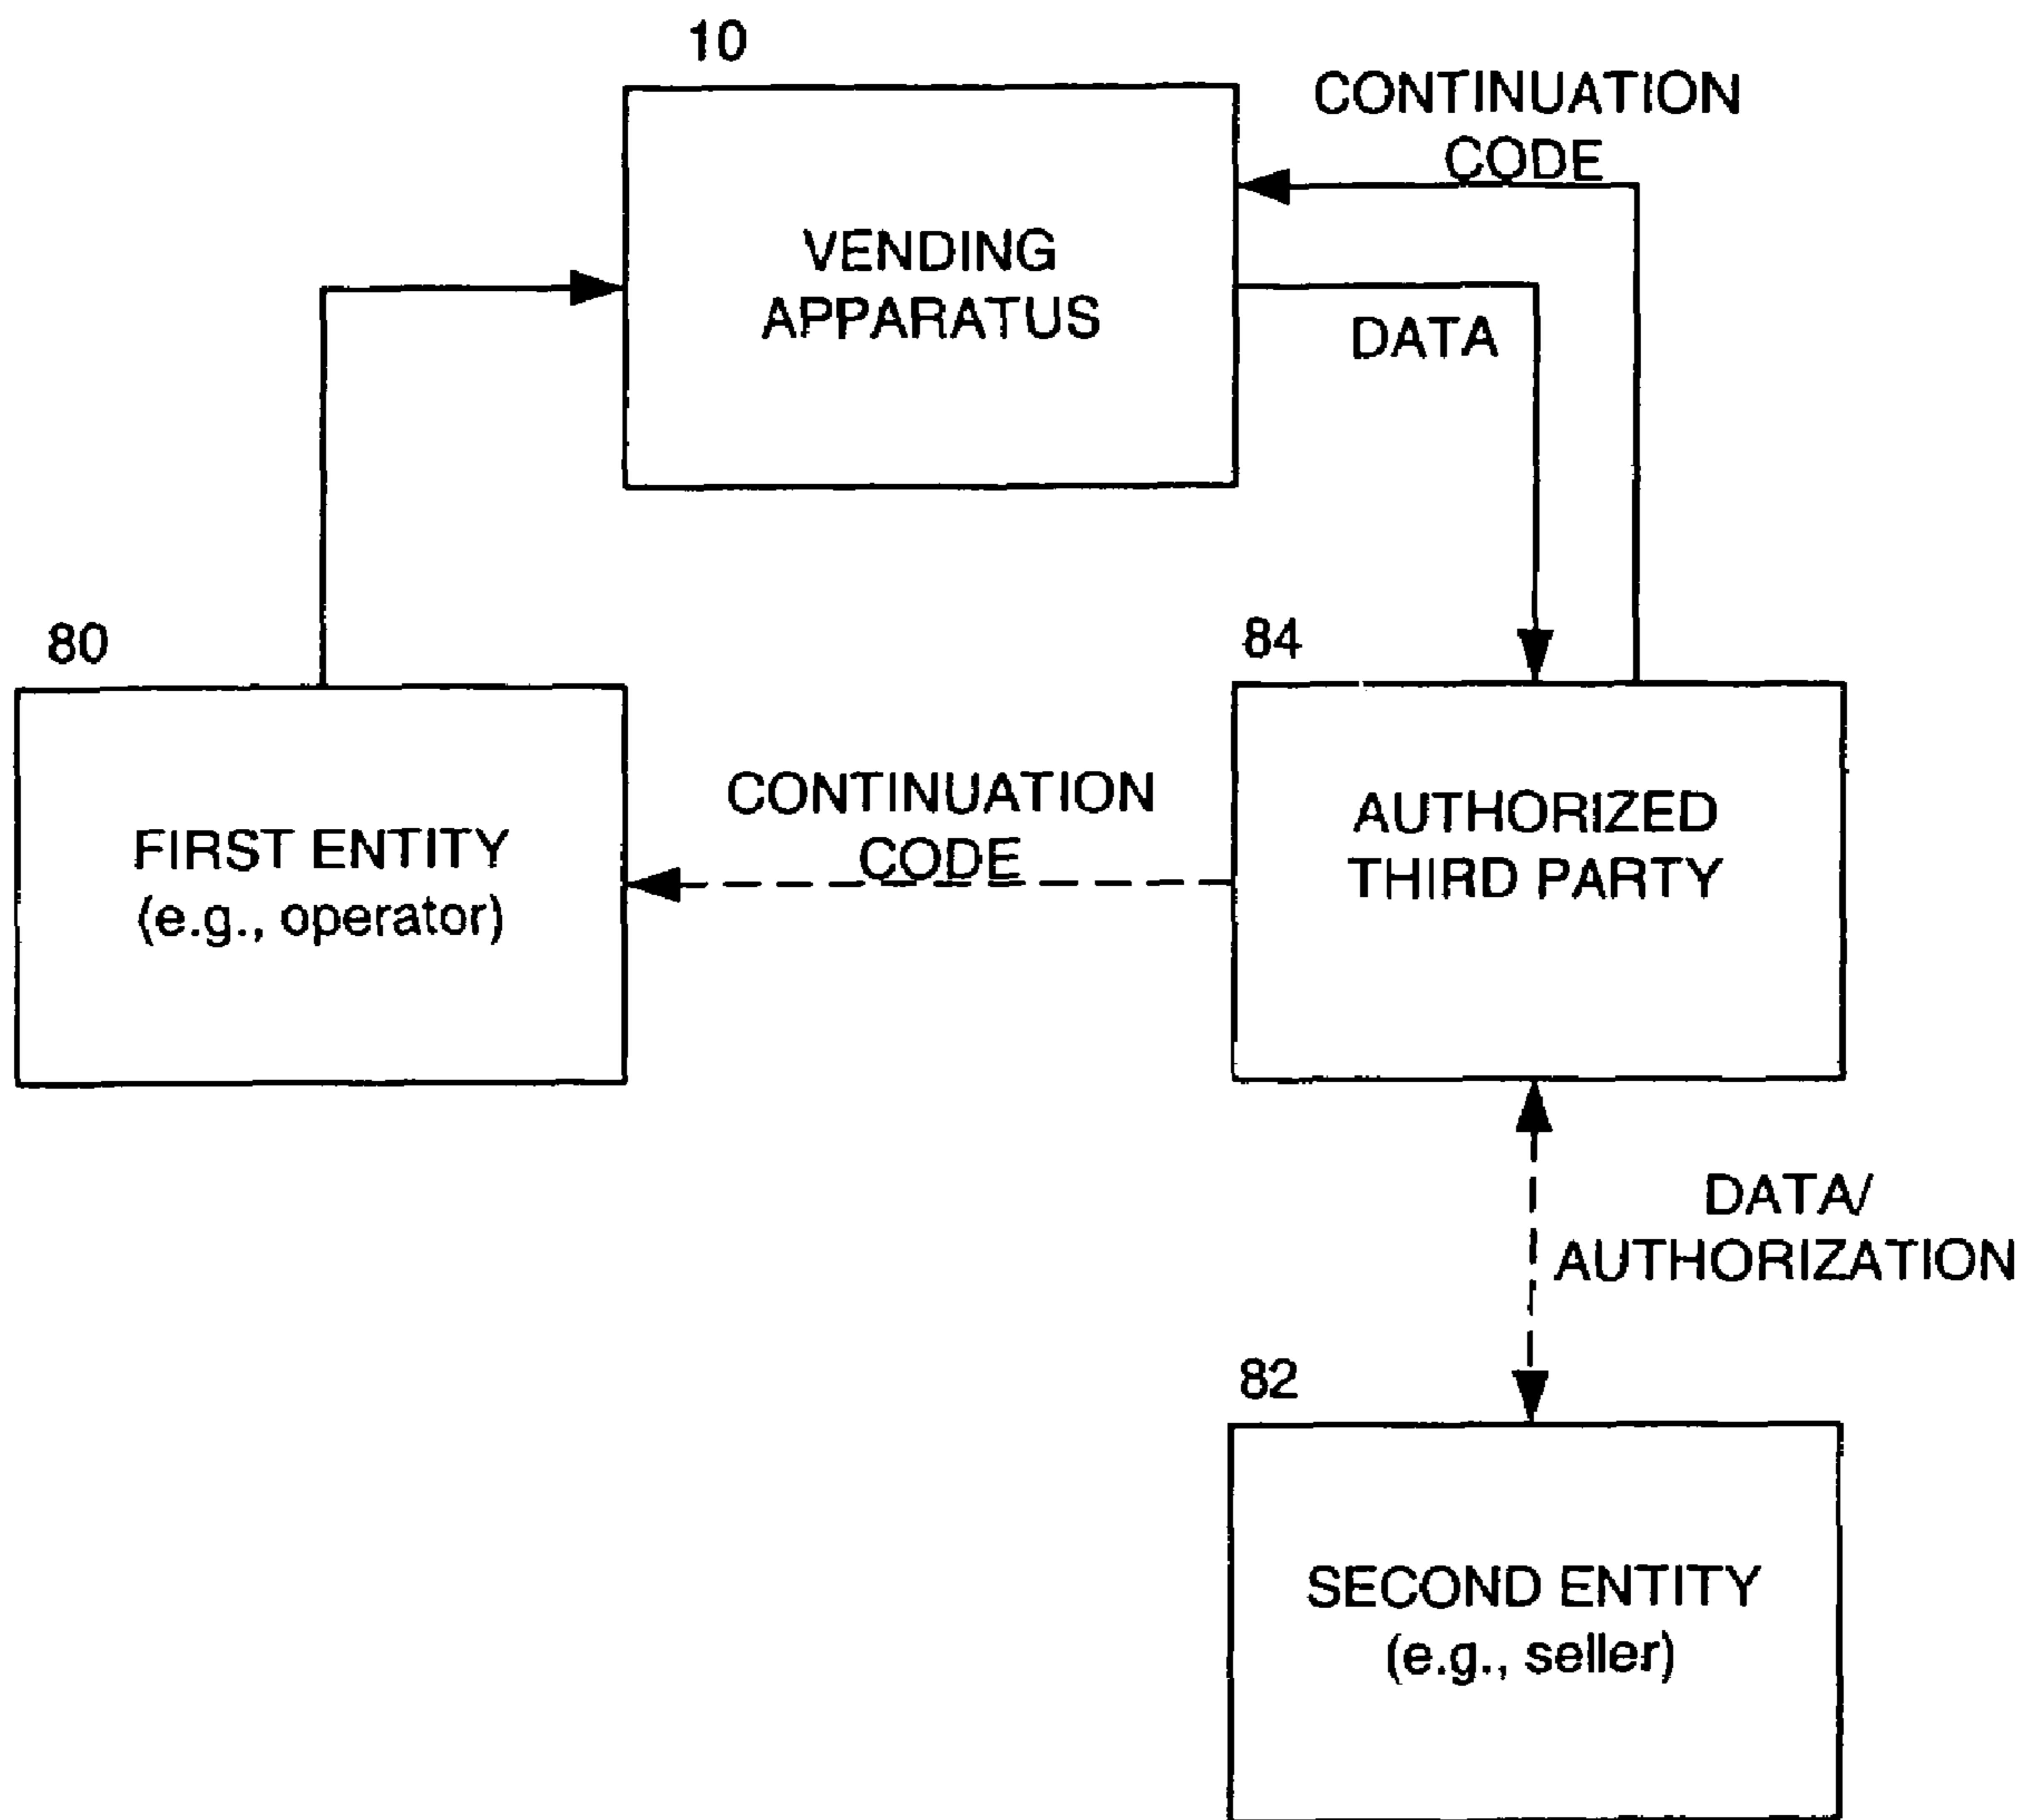 10
CONTINUATION
CODE
VENDING
APPARATUS
DATA
80
84
CONTINUATION
CODE
FIRST ENTITY
(e.g., operator)
AUTHORIZED
THIRD PARTY
DATA/
AUTHORIZATION
82
SECOND ENTITY
(e.g., seller)